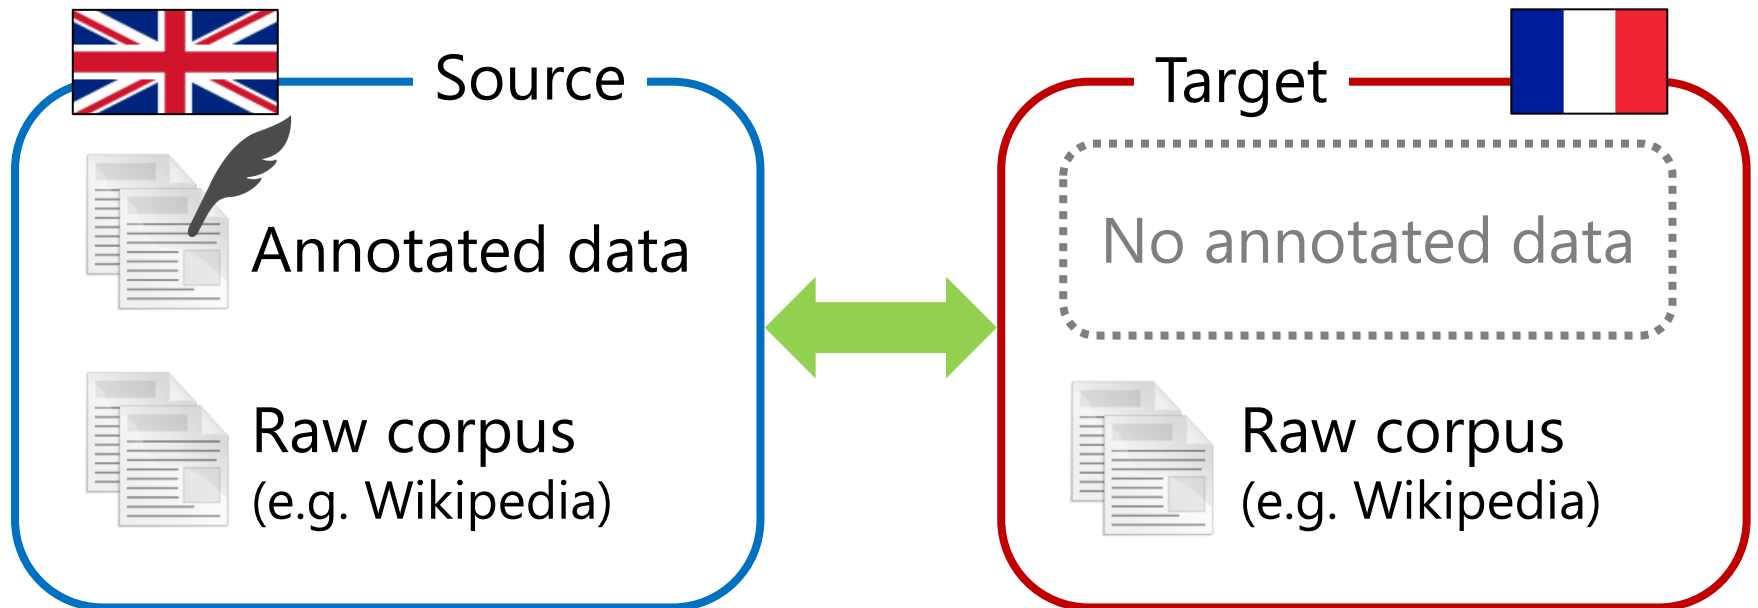 Source
Annotated data
Raw corpus
(e.g. Wikipedia)
Target
No annotated data
Raw corpus
(e.g. Wikipedia)